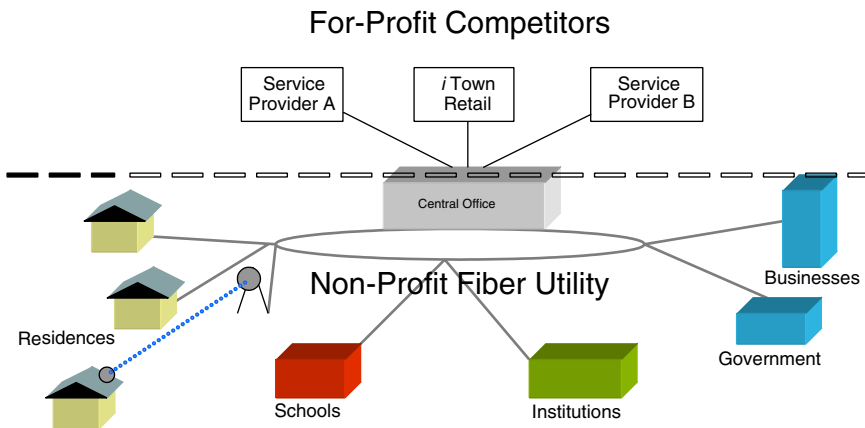 For-Profit Competitors
Service
Provider A
i Town
Retail
Service
Provider B
Central Office
Non-Profit Fiber Utility
Businesses
Residences
Government
Schools
Institutions